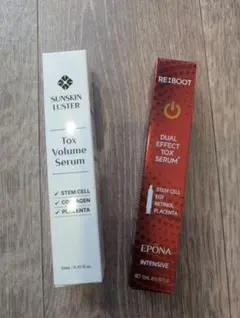 SUNSKIN
LUSTER
Tox
Volume
Serum
✓ STEM CELL
✓ COLLAGEN
✓ PLACENTA
RE:BOOT
DUAL
EFFECT
TOX
SERUM
STEM CELL
EGF
RETINOL
PLACENTA
EPONA
INTENSIVE